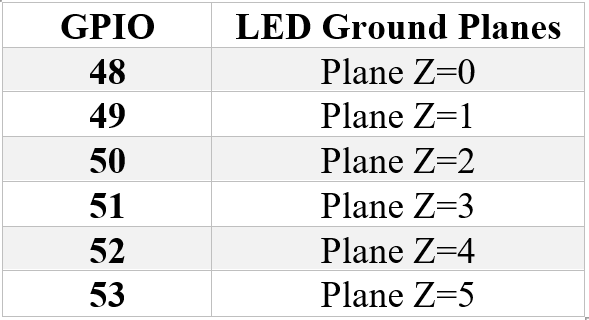 GPIO LED Ground Planes
48 Plane Z=0
49 Plane Z=1
50 Plane Z=2
51 Plane Z=3
52 Plane Z=4
53 Plane Z=5